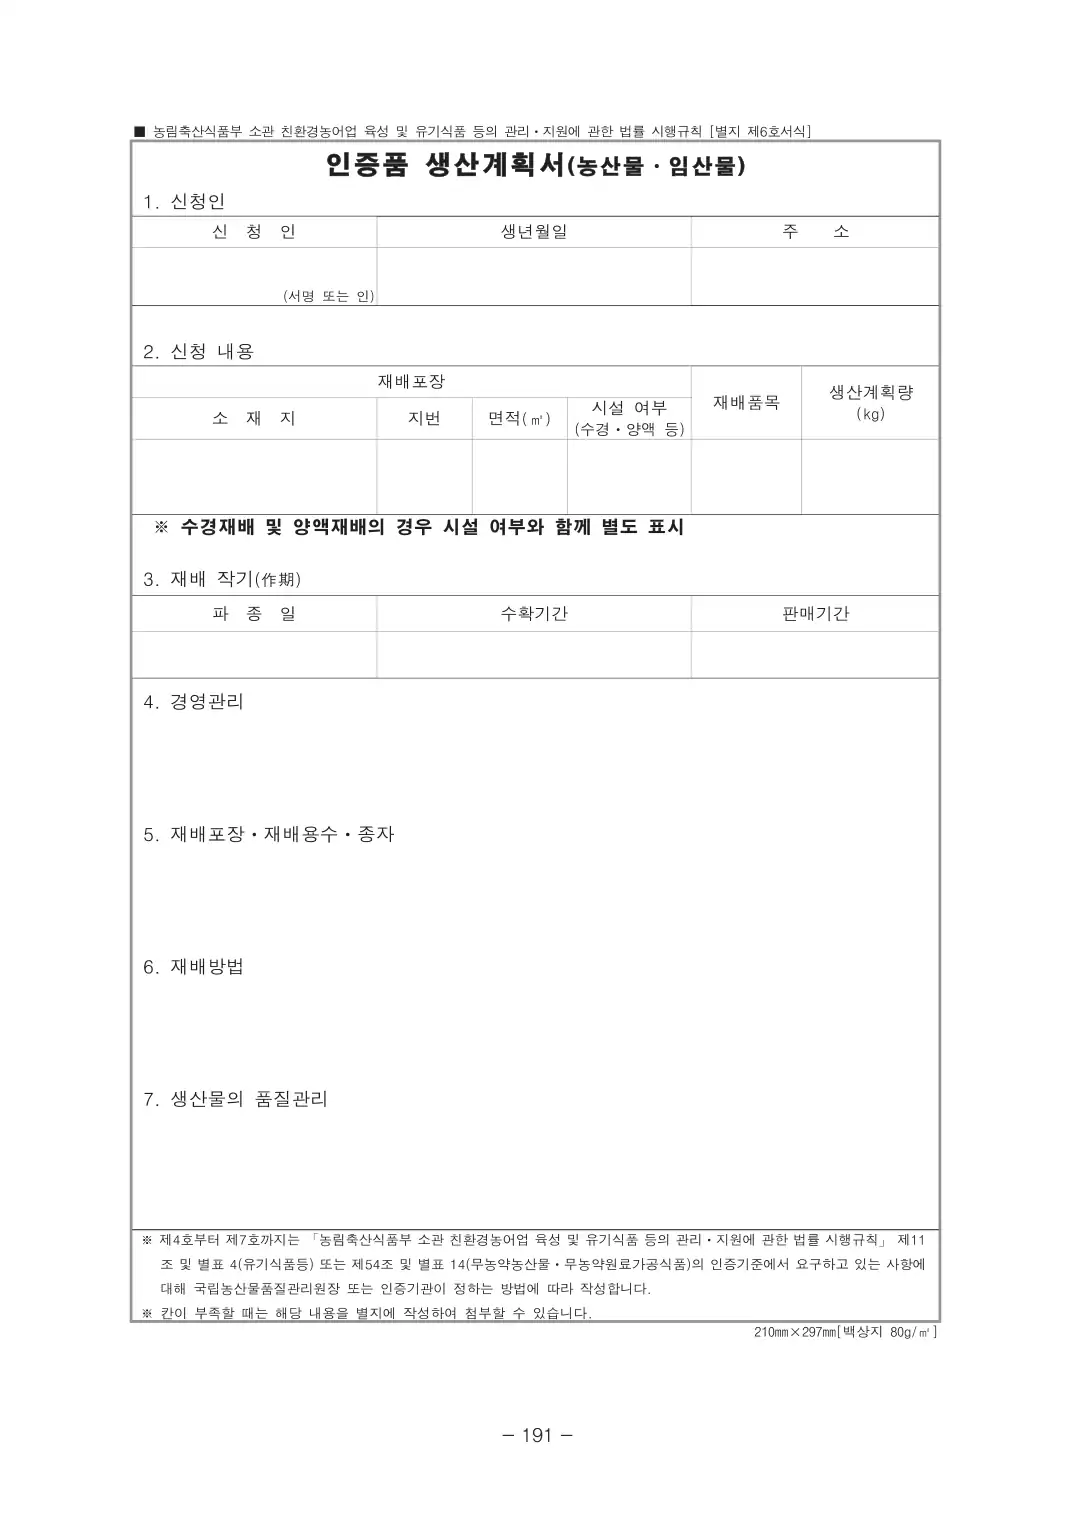 ■ 농림축산식품부 소관 친환경농어업 육성 및 유기식품 등의 관리・지원에 관한 법률 시행규칙 [별지 제6호서식]
인증품 생산계획서(농산물・임산물)
1. 신청인
신 청 인 생년월일 주 소
(서명 또는 인)
2. 신청 내용
재배포장 재배품목 생산계획량
(kg)
소 재 지 지번 면적(㎡) 시설 여부
(수경・양액 등)
※ 수경재배 및 양액재배의 경우 시설 여부와 함께 별도 표시
3. 재배 작기(作期)
파 종 일 수확기간 판매기간
4. 경영관리
5. 재배포장・재배용수・종자
6. 재배방법
7. 생산물의 품질관리
※ 제4호부터 제7호까지는 「농림축산식품부 소관 친환경농어업 육성 및 유기식품 등의 관리・지원에 관한 법률 시행규칙」 제11
조 및 별표 4(유기식품등) 또는 제54조 및 별표 14(무농약농산물・무농약원료가공식품)의 인증기준에서 요구하고 있는 사항에
대해 국립농산물품질관리원장 또는 인증기관이 정하는 방법에 따라 작성합니다.
※ 칸이 부족할 때는 해당 내용을 별지에 작성하여 첨부할 수 있습니다.
210㎜×297㎜[백상지 80g/㎡]
- 191 -